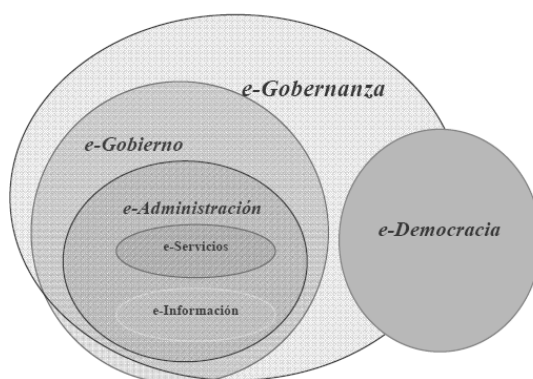 e-Gobernanza
e-Gobierno
e-Administración
e-Democracia
e-Servicios
e-Información